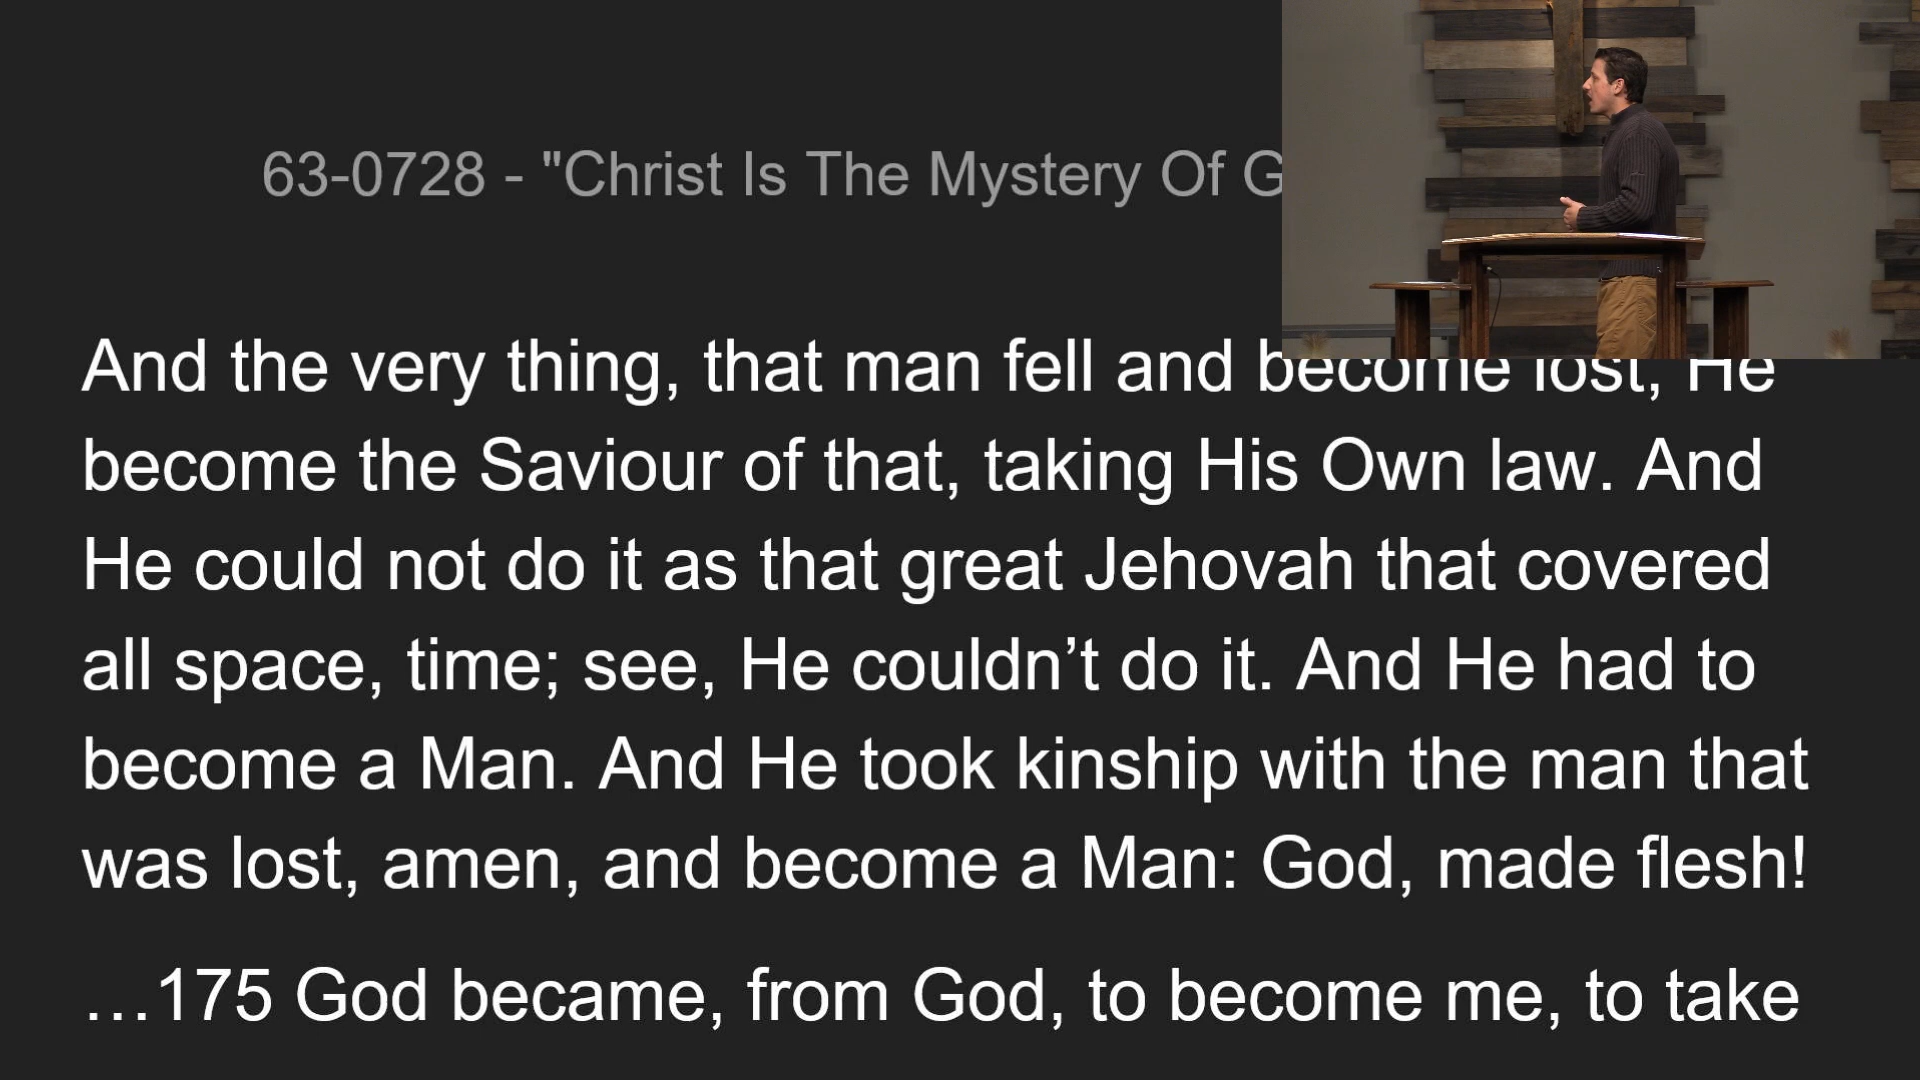 63-0728 - "Christ Is The Mystery Of G
And the very thing, that man fell and become lost, He
become the Saviour of that, taking His Own law. And
He could not do it as that great Jehovah that covered
all space, time; see, He couldn’t do it. And He had to
become a Man. And He took kinship with the man that
was lost, amen, and become a Man: God, made flesh!
…175 God became, from God, to become me, to take